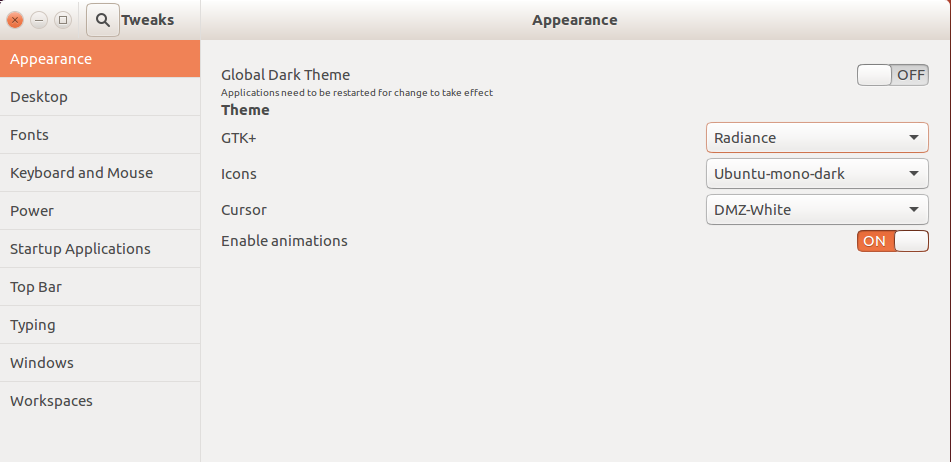 Tweaks
Appearance
Appearance
Desktop
Fonts
Keyboard and Mouse
Power
Startup Applications
Top Bar
Typing
Windows
Workspaces
Global Dark Theme OFF
Applications need to be restarted for change to take effect
Theme
GTK+ Radiance
Icons Ubuntu-mono-dark
Cursor DMZ-White
Enable animations ON